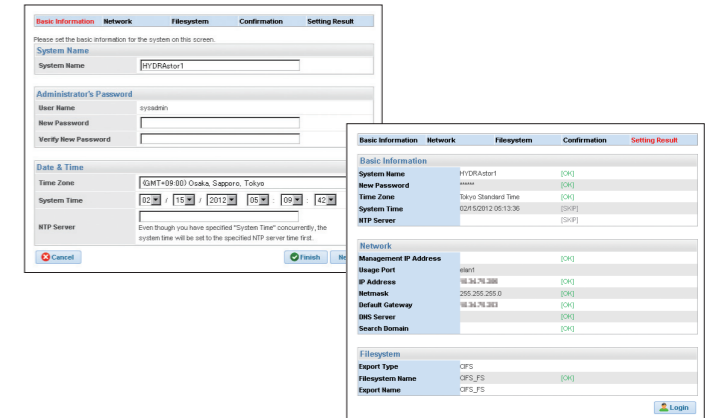 Basic Information Network Filesystem Confirmation Setting Result
Please set the basic information for the system on this screen.
System Name
System Name HYDRAstor1
Administrator's Password
User Name sysadmin
New Password
Verify New Password
Date & Time
Time Zone (GMT+09:00) Osaka, Sapporo, Tokyo
System Time 02 / 15 / 2012 05 : 09 : 42
NTP Server
Even though you have specified "System Time" concurrently, the
system time will be set to the specified NTP server time first.
Cancel Finish
Basic Information Network Filesystem Confirmation Setting Result
Basic Information
System Name HYDRAstor1 [OK]
New Password ****** [OK]
Time Zone Tokyo Standard Time [OK]
System Time 02/15/2012 05:13:36 [SKIP]
NTP Server [SKIP]
Network
Management IP Address [OK]
Usage Port elan1
IP Address [OK]
Netmask 255.255.255.0 [OK]
Default Gateway [OK]
DNS Server [OK]
Search Domain [OK]
Filesystem
Export Type CIFS
Filesystem Name CIFS_FS [OK]
Export Name CIFS_FS
Login